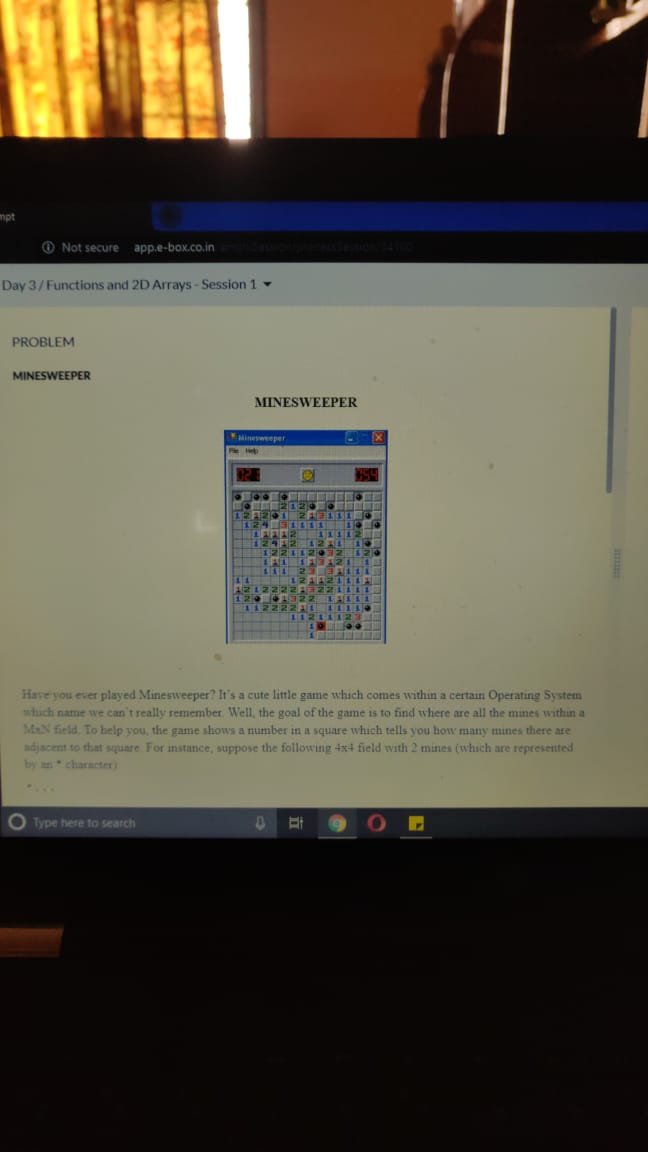 mpt
Not secure app.e-box.co.in
Day 3 / Functions and 2D Arrays - Session 1
PROBLEM
MINESWEEPER
MINESWEEPER
Minesweeper
File Help
Have you ever played Minesweeper? It's a cute little game which comes within a certain Operating System
which name we can't really remember. Well, the goal of the game is to find where are all the mines within a
MxN field. To help you, the game shows a number in a square which tells you how many mines there are
adjacent to that square. For instance, suppose the following 4x4 field with 2 mines (which are represented
by an * character):
* . . .
Type here to search